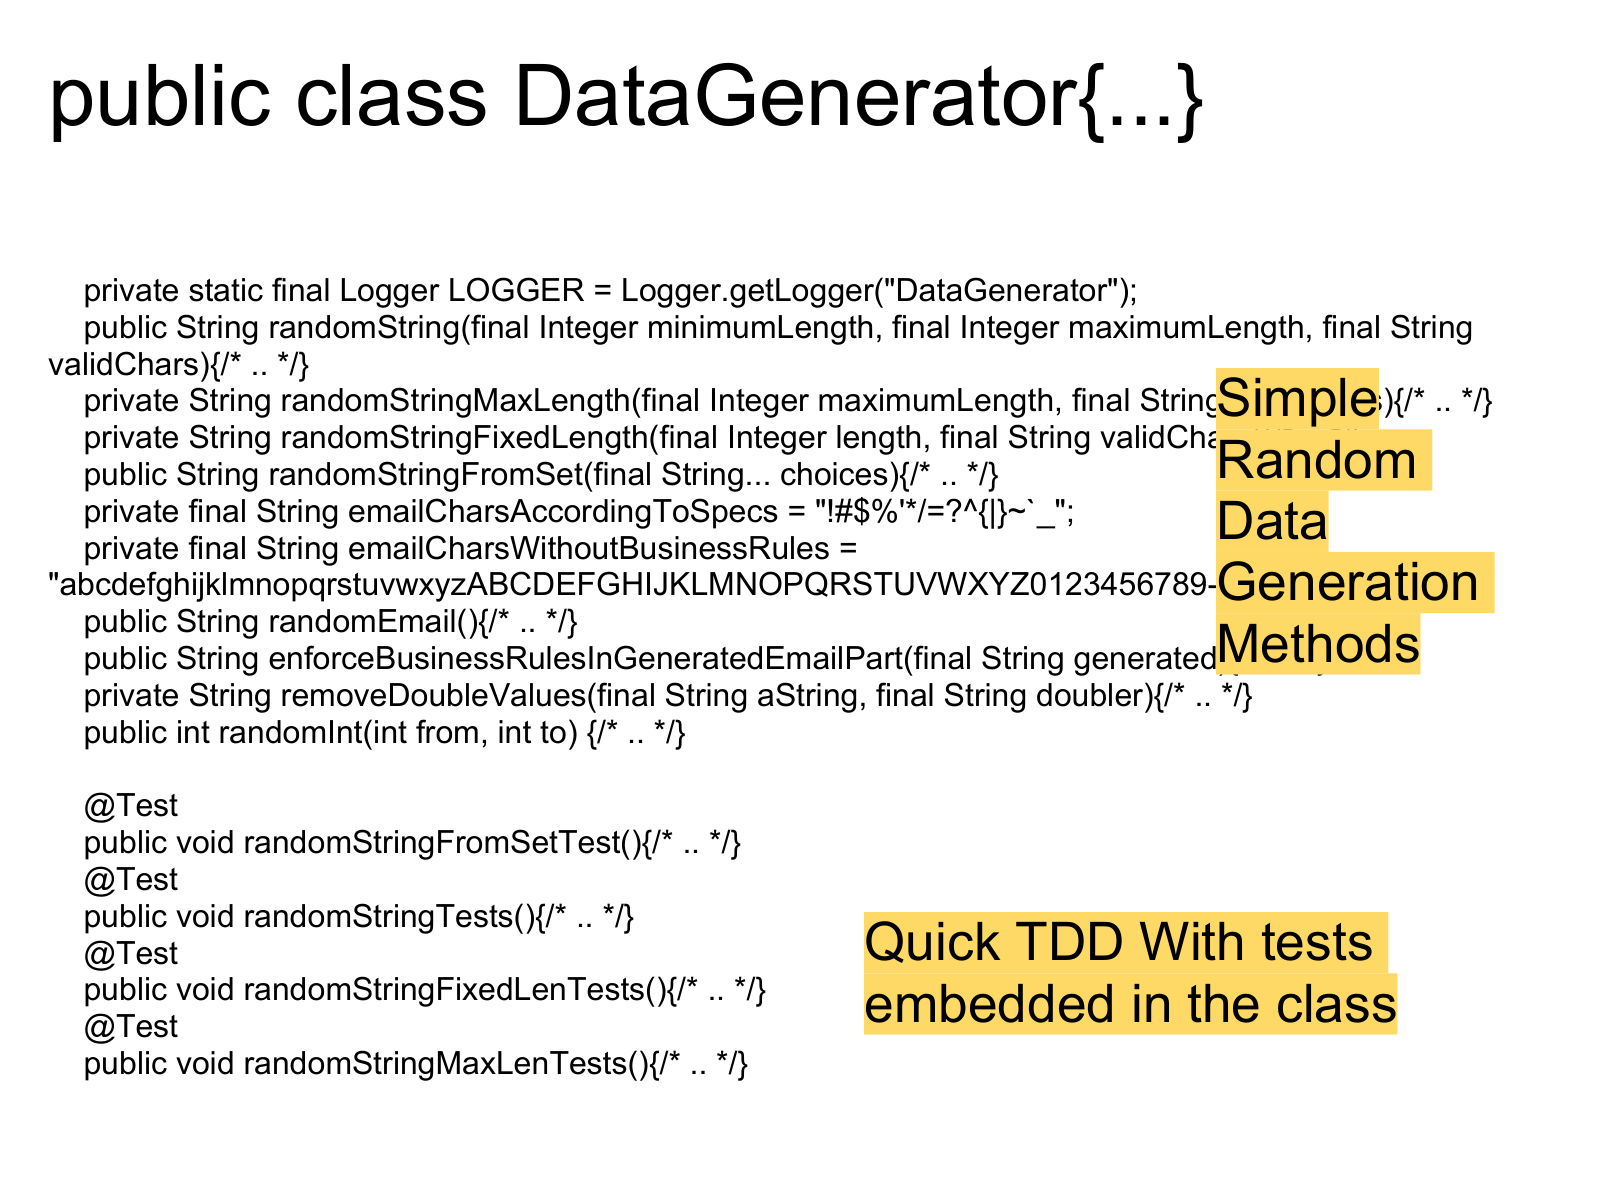 public class DataGenerator{...}
private static final Logger LOGGER = Logger.getLogger("DataGenerator");
public String randomString(final Integer minimumLength, final Integer maximumLength, final String
validChars){/* .. */}
private String randomStringMaxLength(final Integer maximumLength, final String ){/* .. */}
private String randomStringFixedLength(final Integer length, final String
public String randomStringFromSet(final String... choices){/* .. */}
private final String emailCharsAccordingToSpecs = "!#$%'*/=?^{|}~`_";
private final String emailCharsWithoutBusinessRules =
"abcdefghijklmnopqrstuvwxyzABCDEFGHIJKLMNOPQRSTUVWXYZ0123456789-
public String randomEmail(){/* .. */}
public String enforceBusinessRulesInGeneratedEmailPart(final String generated)
private String removeDoubleValues(final String aString, final String doubler){/* .. */}
public int randomInt(int from, int to) {/* .. */}
Simple
Random
Data
Generation
Methods
@Test
public void randomStringFromSetTest(){/* .. */}
@Test
public void randomStringTests(){/* .. */}
@Test
public void randomStringFixedLenTests(){/* .. */}
@Test
public void randomStringMaxLenTests(){/* .. */}
Quick TDD With tests
embedded in the class